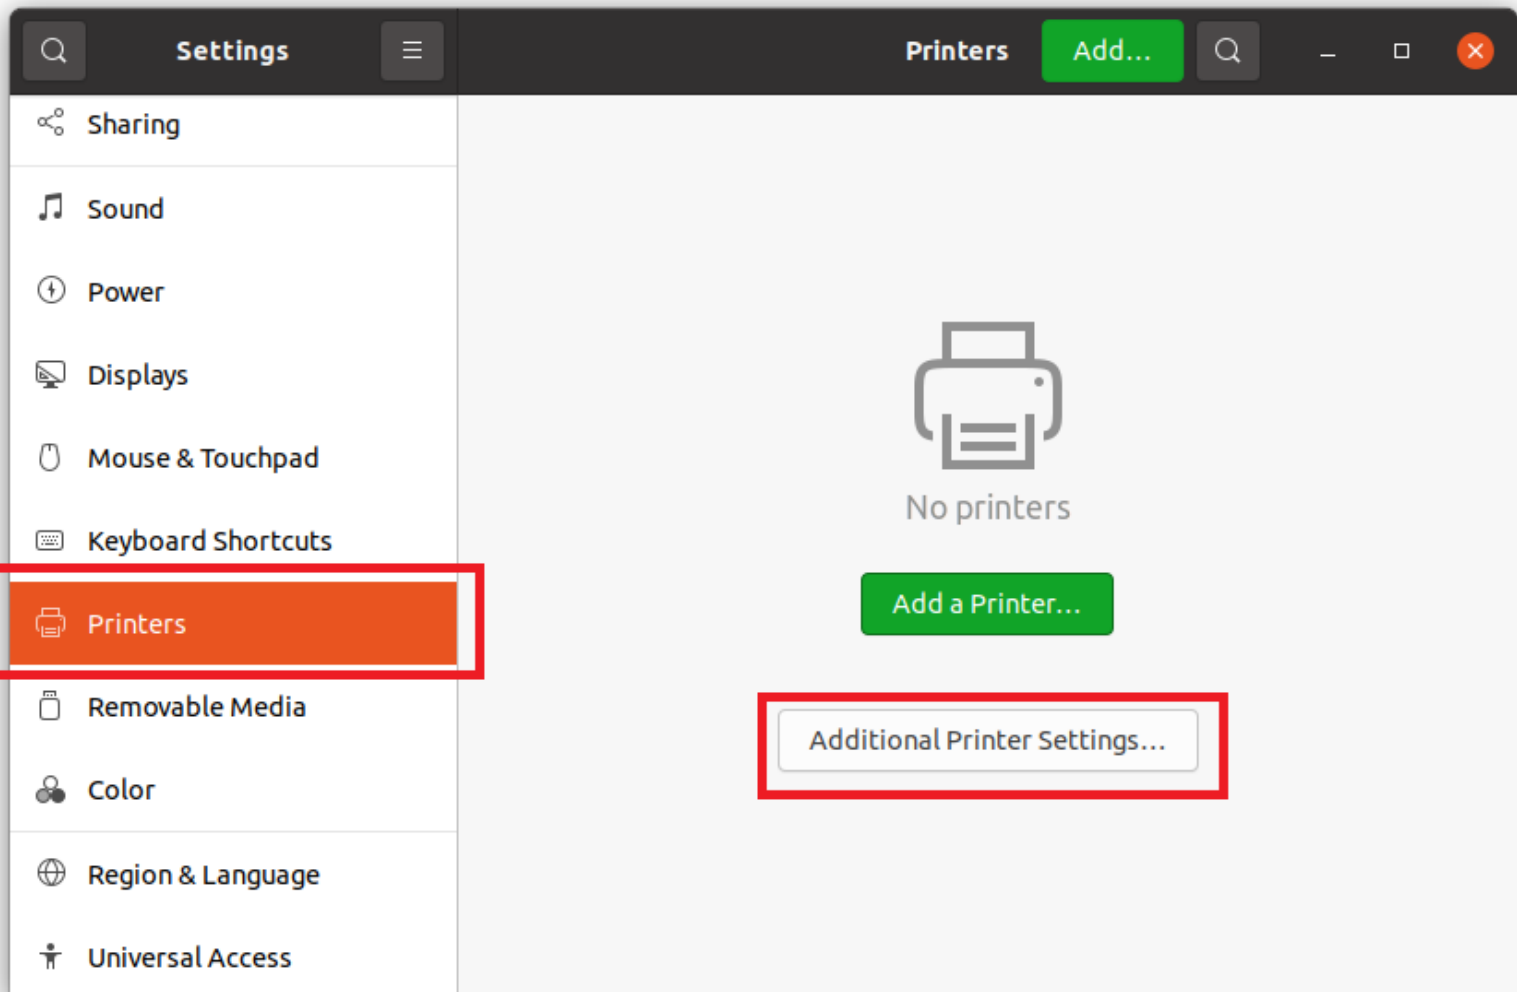 Settings
Printers
Add...
Sharing
Sound
Power
Displays
Mouse & Touchpad
Keyboard Shortcuts
Printers
Removable Media
Color
Region & Language
Universal Access
No printers
Add a Printer...
Additional Printer Settings...